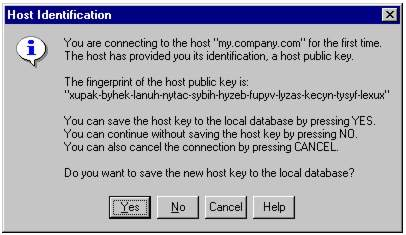 Host Identification
You are connecting to the host "my.company.com" for the first time.
The host has provided you its identification, a host public key.
The fingerprint of the host public key is:
"xupak-byhek-lanuh-nytac-sybih-hyzeb-fupyv-lyzas-kecyn-tysyf-lexux"
You can save the host key to the local database by pressing YES.
You can continue without saving the host key by pressing NO.
You can also cancel the connection by pressing CANCEL.
Do you want to save the new host key to the local database?
Yes No Cancel Help